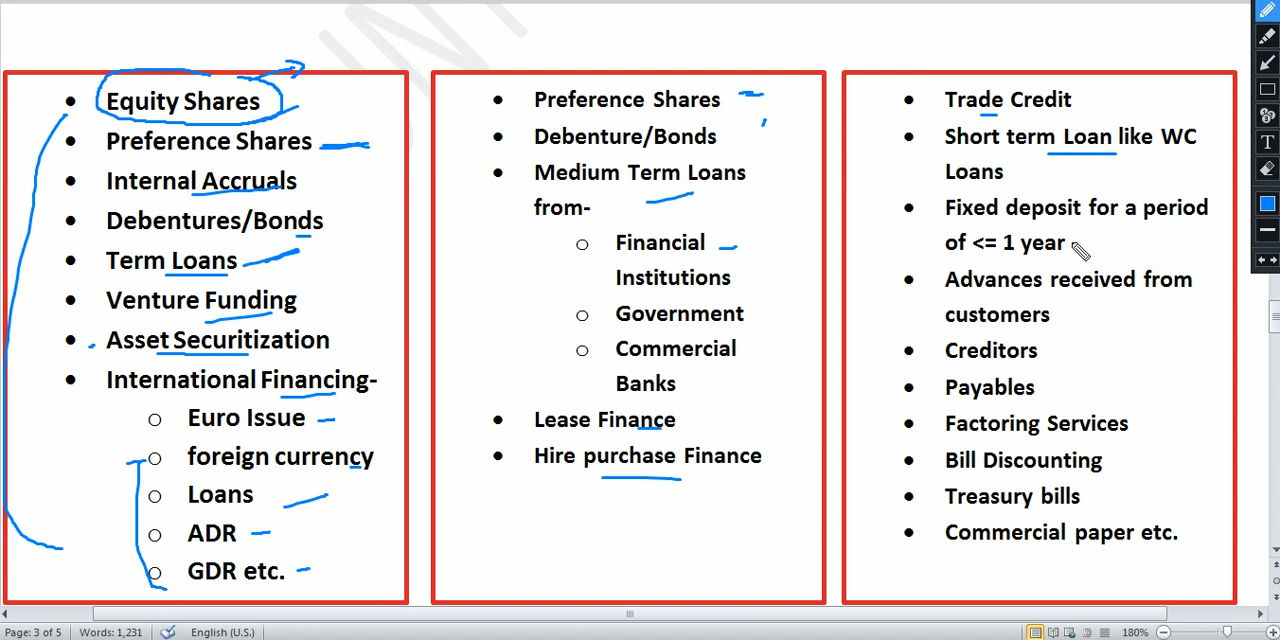 Equity Shares
Preference Shares
Internal Accruals
Debentures/Bonds
Term Loans
Venture Funding
Asset Securitization
International Financing-
Euro Issue
foreign currency
Loans
ADR
GDR etc.
Preference Shares
Debenture/Bonds
Medium Term Loans
from-
Financial
Institutions
Government
Commercial
Banks
Lease Finance
Hire purchase Finance
Trade Credit
Short term Loan like WC
Loans
Fixed deposit for a period
of <= 1 year
Advances received from
customers
Creditors
Payables
Factoring Services
Bill Discounting
Treasury bills
Commercial paper etc.
T
Page: 3 of 5 Words: 1,231 English (U.S.) 180%